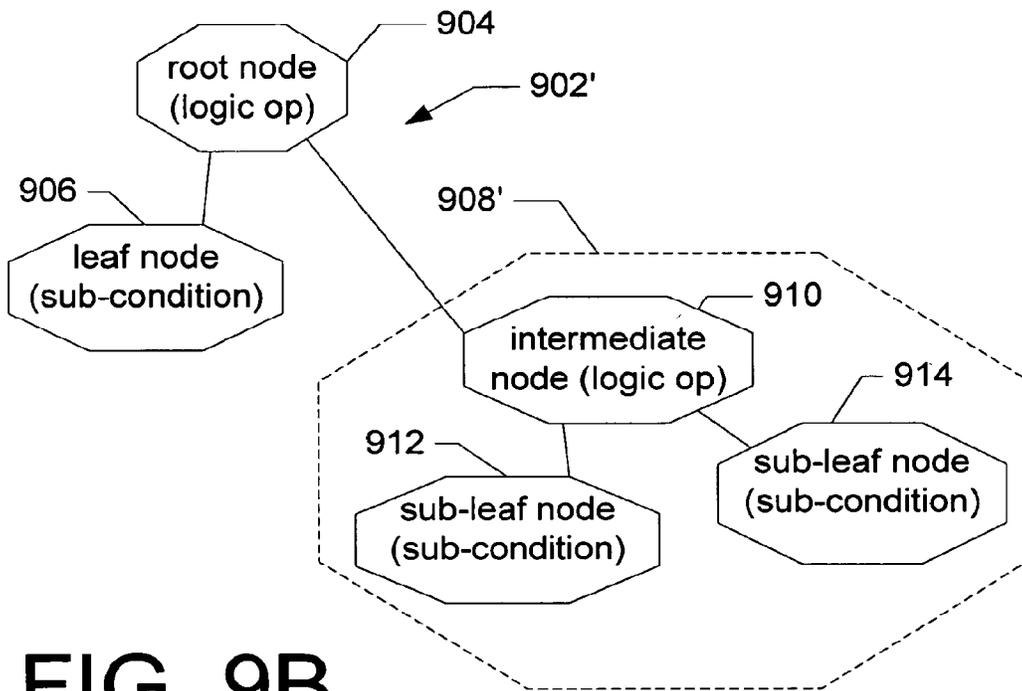 904
root node
(logic op)
902'
906
908'
leaf node
(sub-condition)
910
intermediate
node (logic op)
914
912
sub-leaf node
(sub-condition)
sub-leaf node
(sub-condition)
FIG. 9B